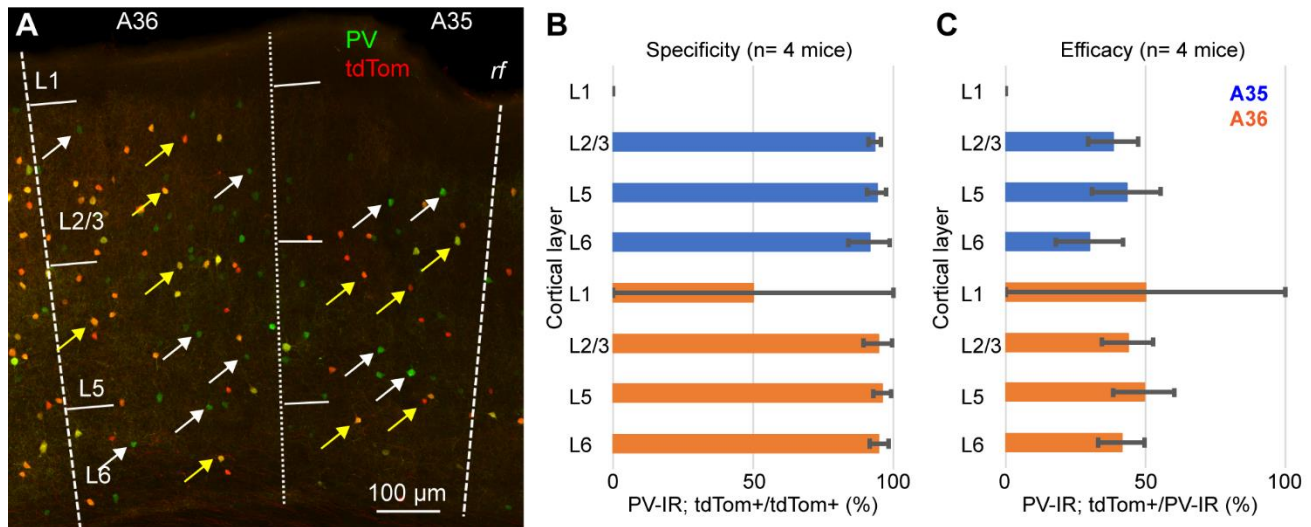 A
A36
A35
PV
tdTom
rf
L1
L2/3
L5
L6
100 µm
B
Specificity (n= 4 mice)
Cortical layer
L1
L2/3
L5
L6
L1
L2/3
L5
L6
0
50
100
PV-IR; tdTom+/tdTom+ (%)
C
Efficacy (n= 4 mice)
A35
A36
Cortical layer
L1
L2/3
L5
L6
L1
L2/3
L5
L6
0
50
100
PV-IR; tdTom+/PV-IR (%)